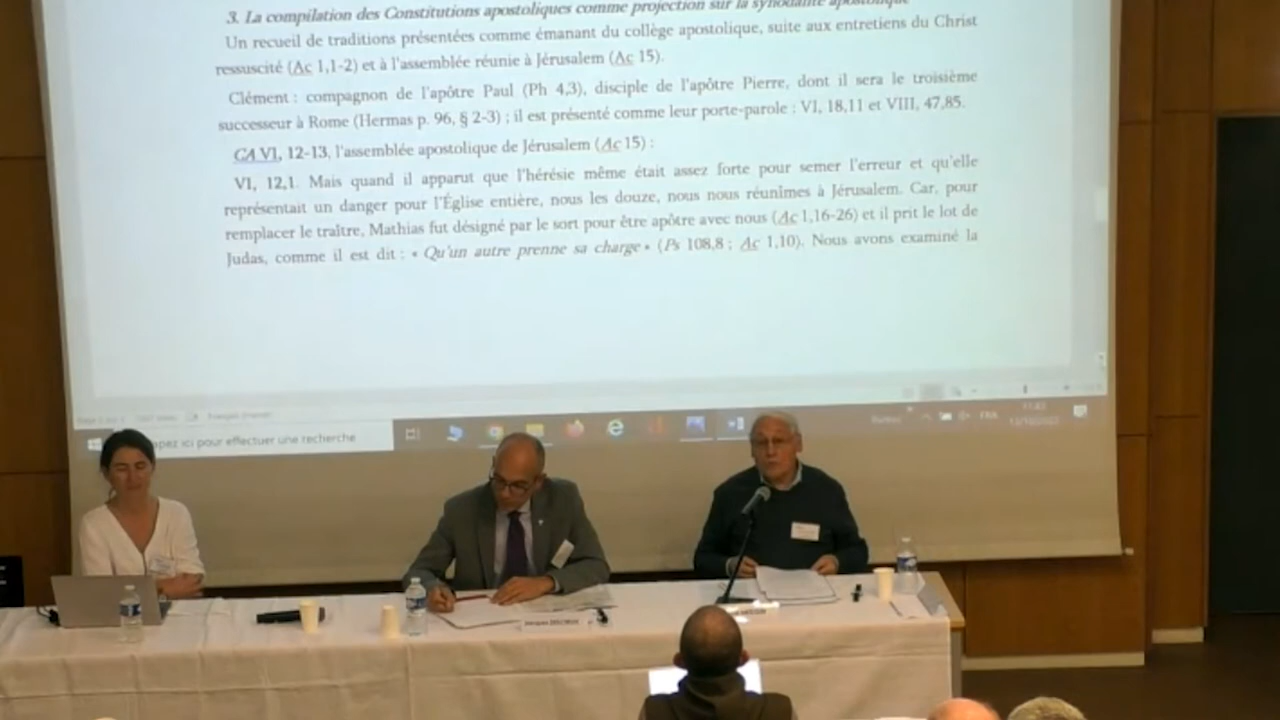 3. La compilation des Constitutions apostoliques comme projection sur la synodalité apostolique
Un recueil de traditions présentées comme émanant du collège apostolique, suite aux entretiens du Christ
ressuscité (Ac 1,1-2) et à l'assemblée réunie à Jérusalem (Ac 15).
Clément : compagnon de l'apôtre Paul (Ph 4,3), disciple de l'apôtre Pierre, dont il sera le troisième
successeur à Rome (Hermas p. 96, § 2-3) ; il est présenté comme leur porte-parole : VI, 18,11 et VIII, 47,85.
CA VI, 12-13, l'assemblée apostolique de Jérusalem (Ac 15) :
VI, 12,1. Mais quand il apparut que l'hérésie même était assez forte pour semer l'erreur et qu'elle
représentait un danger pour l'Église entière, nous les douze, nous nous réunîmes à Jérusalem. Car, pour
remplacer le traître, Mathias fut désigné par le sort pour être apôtre avec nous (Ac 1,16-26) et il prit le lot de
Judas, comme il est dit : « Qu'un autre prenne sa charge » (Ps 108,8 ; Ac 1,10). Nous avons examiné la
apez ici pour effectuer une recherche
FRA